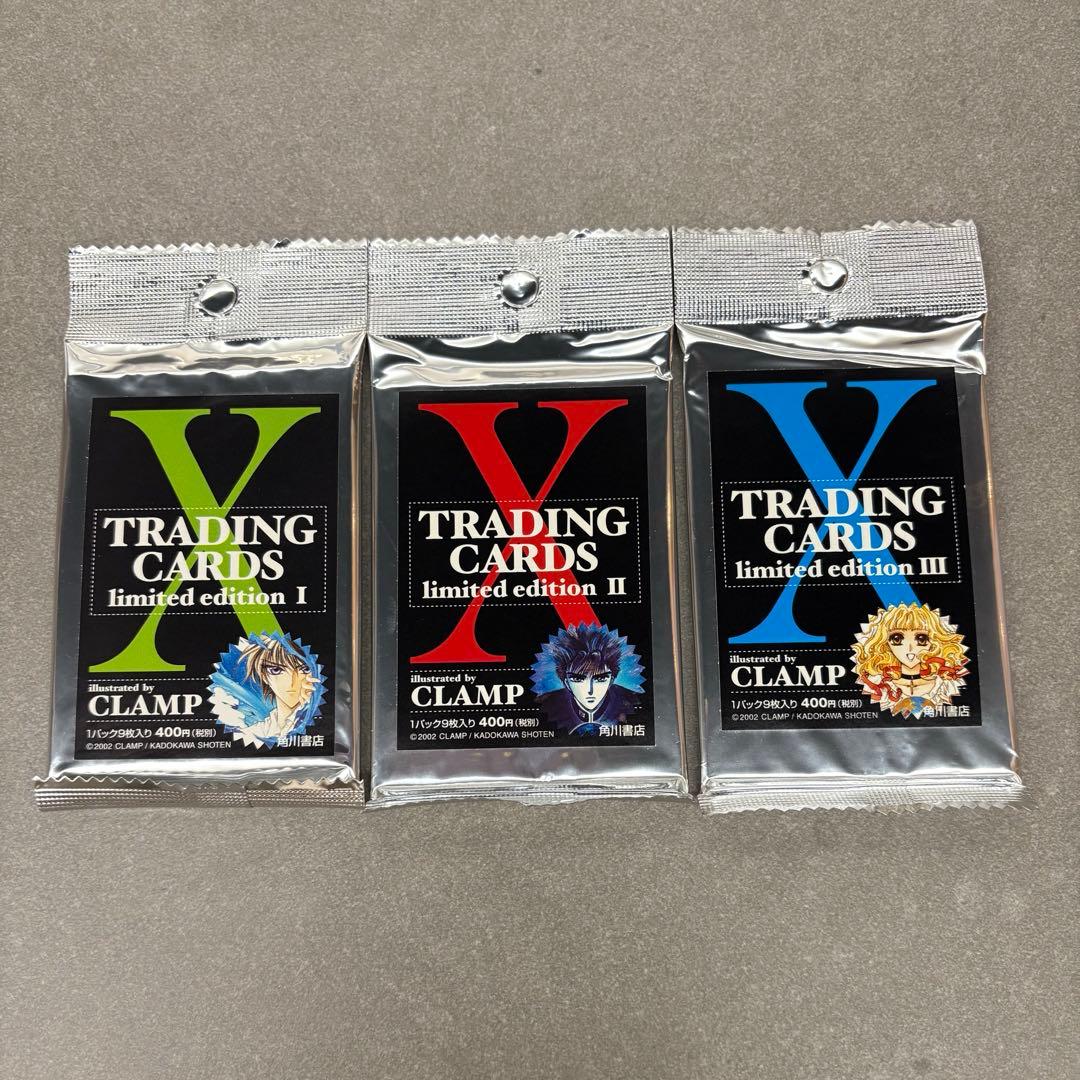 X
TRADING
CARDS
limited edition I
illustrated by
CLAMP
1パック9枚入り 400円(税別)
©2002 CLAMP / KADOKAWA SHOTEN
角川書店
X
TRADING
CARDS
limited edition II
illustrated by
CLAMP
1パック9枚入り 400円(税別)
©2002 CLAMP / KADOKAWA SHOTEN
角川書店
X
TRADING
CARDS
limited edition III
illustrated by
CLAMP
1パック9枚入り 400円(税別)
©2002 CLAMP / KADOKAWA SHOTEN
角川書店